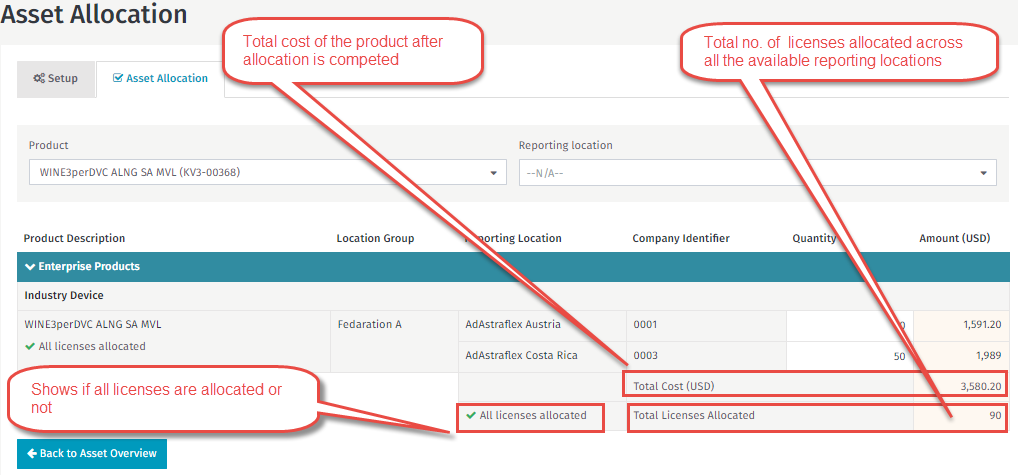 Asset Allocation
Total cost of the product after
allocation is competed
Total no. of licenses allocated across
all the available reporting locations
Setup
Asset Allocation
Product
Reporting location
WINE3perDVC ALNG SA MVL (KV3-00368)
--N/A--
Product Description Location Group Reporting Location Company Identifier Quantity Amount (USD)
Enterprise Products
Industry Device
WINE3perDVC ALNG SA MVL Fedaration A AdAstraflex Austria 0001 0 1,591.20
All licenses allocated
AdAstraflex Costa Rica 0003 50 1,989
Total Cost (USD) 3,580.20
Shows if all licenses are allocated or
not
All licenses allocated Total Licenses Allocated 90
Back to Asset Overview